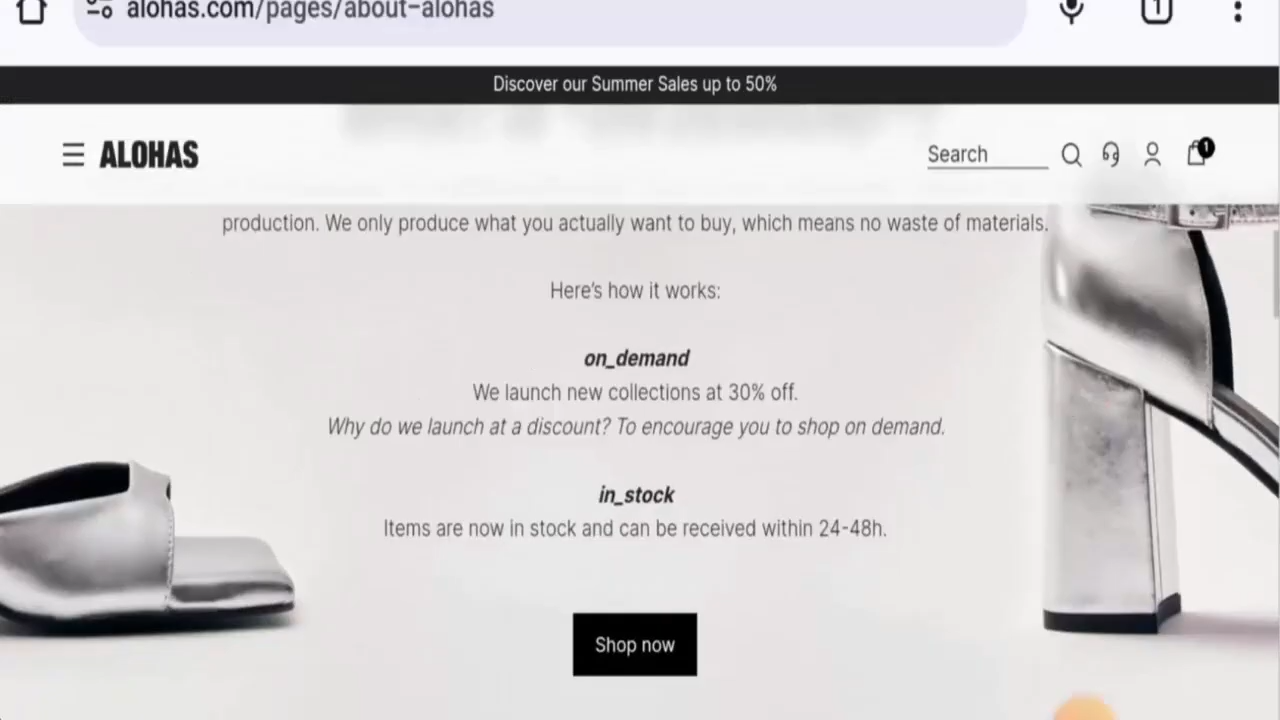 alohas.com/pages/about-alohas
1
Discover our Summer Sales up to 50%
ALOHAS
Search
1
production. We only produce what you actually want to buy, which means no waste of materials.
Here's how it works:
on_demand
We launch new collections at 30% off.
Why do we launch at a discount? To encourage you to shop on demand.
in_stock
Items are now in stock and can be received within 24-48h.
Shop now